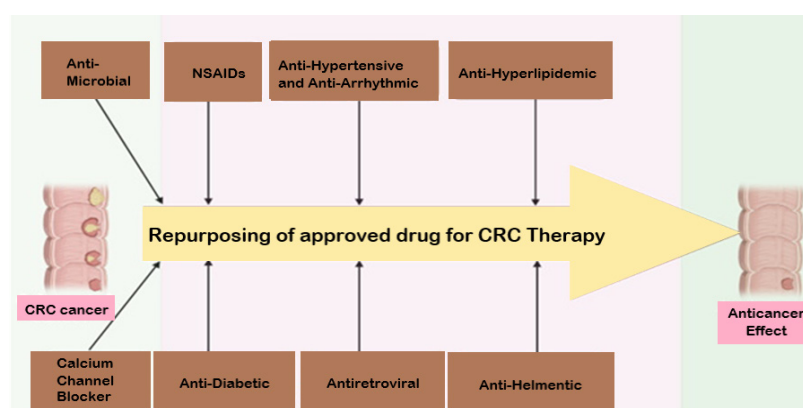 Anti-
Microbial
NSAIDs
Anti-Hypertensive
and Anti-Arrhythmic
Anti-Hyperlipidemic
Repurposing of approved drug for CRC Therapy
CRC cancer
Anticancer
Effect
Calcium
Channel
Blocker
Anti-Diabetic
Antiretroviral
Anti-Helmentic